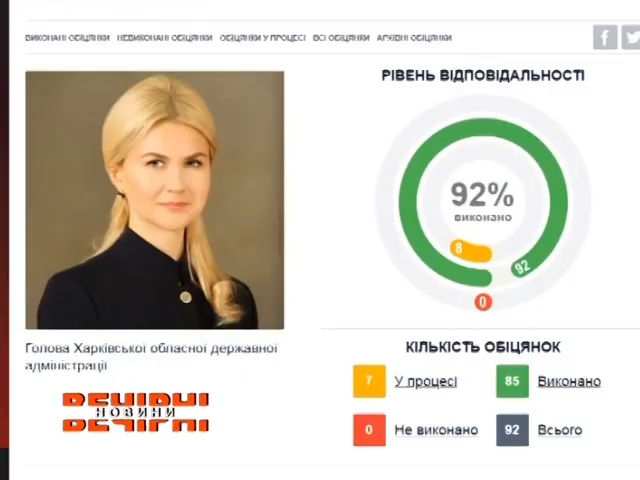 ВИКОНАНІ ОБІЦЯНКИ НЕВИКОНАНІ ОБІЦЯНКИ ОБІЦЯНКИ У ПРОЦЕСІ ВСІ ОБІЦЯНКИ АРХІВНІ ОБІЦЯНКИ
f
РІВЕНЬ ВІДПОВІДАЛЬНОСТІ
92%
виконано
8
92
0
Голова Харківської обласної державної
адміністрації
КІЛЬКІСТЬ ОБІЦЯНОК
7 У процесі 85 Виконано
0 Не виконано 92 Всього
ВЕЧІРНІ
НОВИНИ